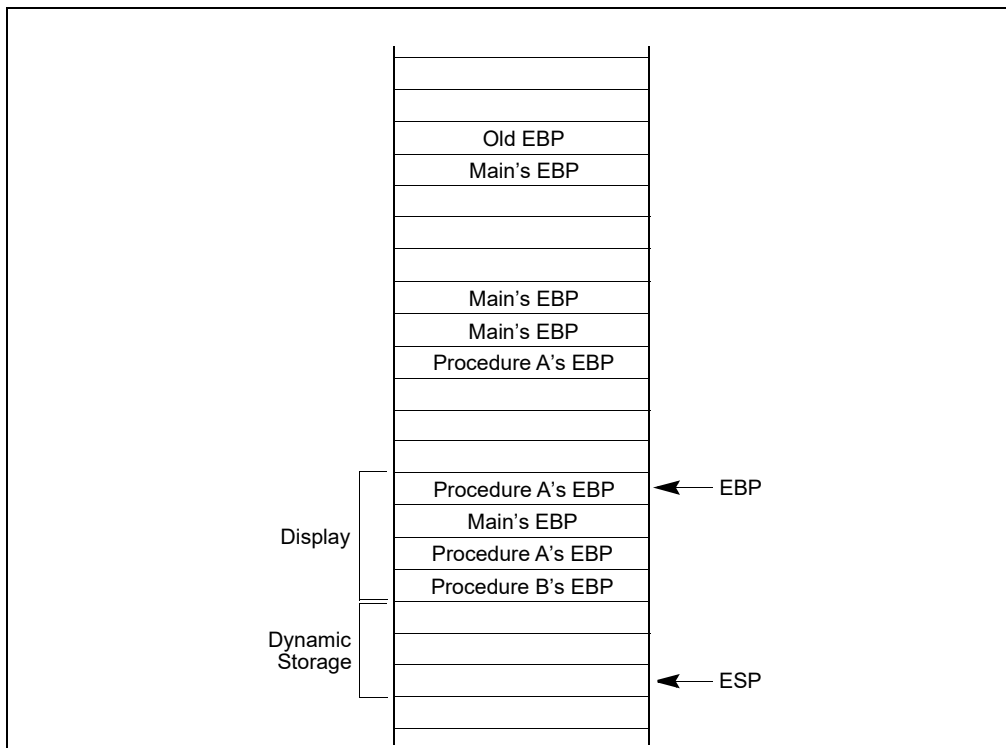 Old EBP
Main’s EBP
Main’s EBP
Main’s EBP
Procedure A’s EBP
Procedure A’s EBP
EBP
Main’s EBP
Display
Procedure A’s EBP
Procedure B’s EBP
Dynamic
Storage
ESP